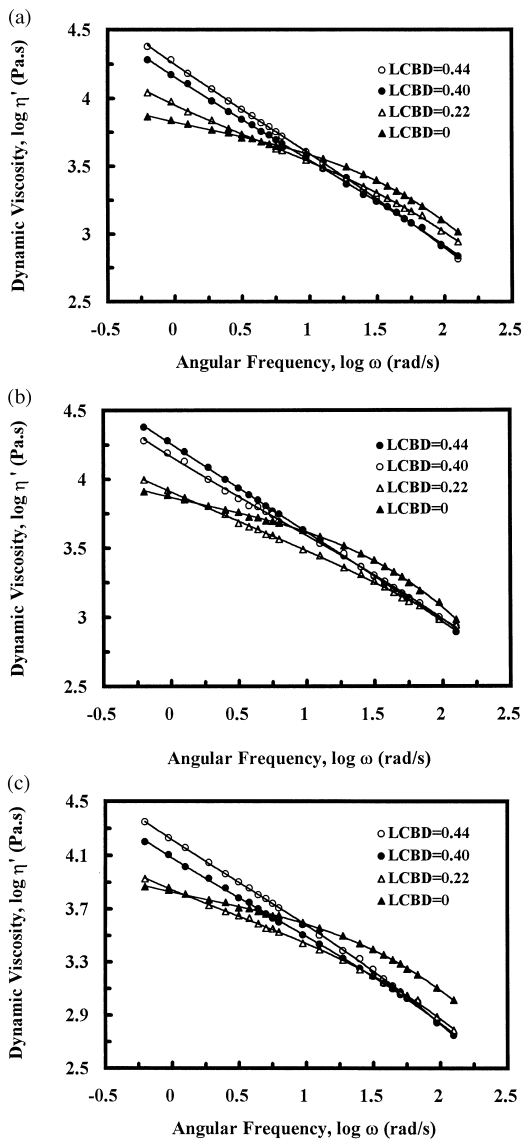 (a)
4.5
4
3.5
3
2.5
Dynamic Viscosity, log η' (Pa.s)
LCBD=0.44
LCBD=0.40
LCBD=0.22
LCBD=0
-0.5 0 0.5 1 1.5 2 2.5
Angular Frequency, log ω (rad/s)
(b)
4.5
4
3.5
3
2.5
Dynamic Viscosity, log η' (Pa.s)
LCBD=0.44
LCBD=0.40
LCBD=0.22
LCBD=0
-0.5 0 0.5 1 1.5 2 2.5
Angular Frequency, log ω (rad/s)
(c)
4.5
4.1
3.7
3.3
2.9
2.5
Dynamic Viscosity, log η' (Pa.s)
LCBD=0.44
LCBD=0.40
LCBD=0.22
LCBD=0
-0.5 0 0.5 1 1.5 2 2.5
Angular Frequency, log ω (rad/s)